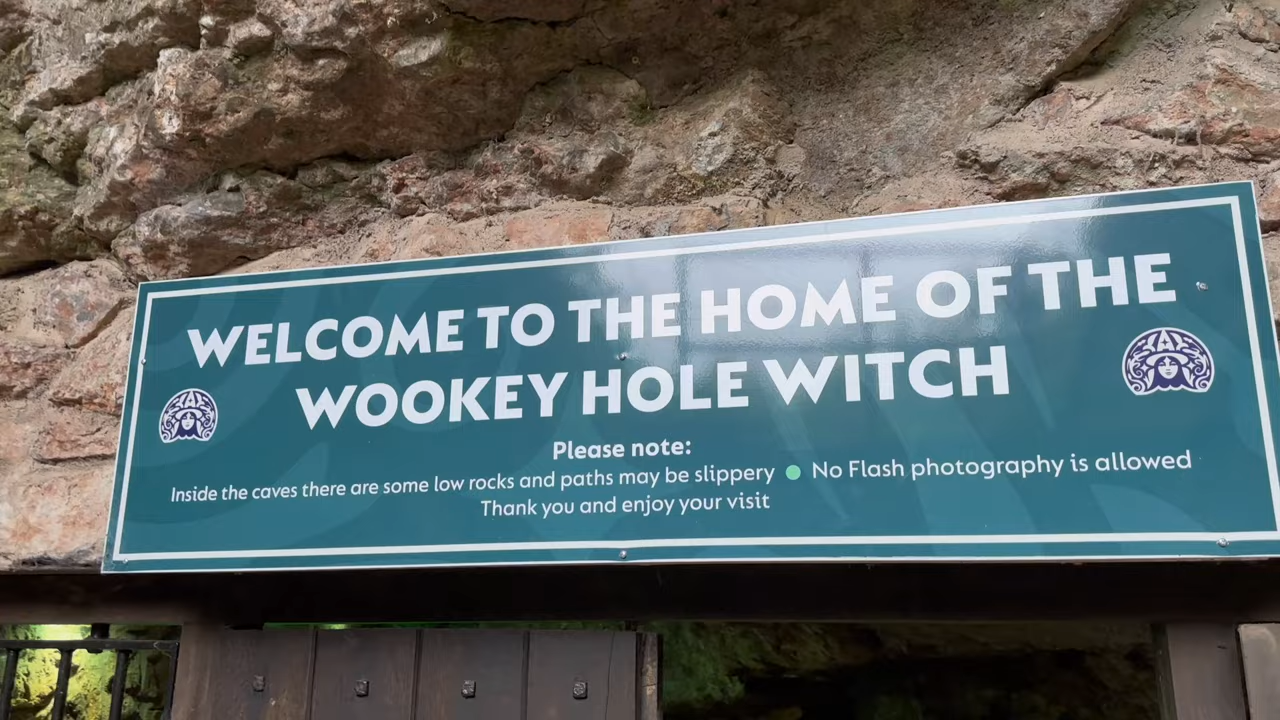 WELCOME TO THE HOME OF THE
WOOKEY HOLE WITCH
Please note:
Inside the caves there are some low rocks and paths may be slippery ● No Flash photography is allowed
Thank you and enjoy your visit